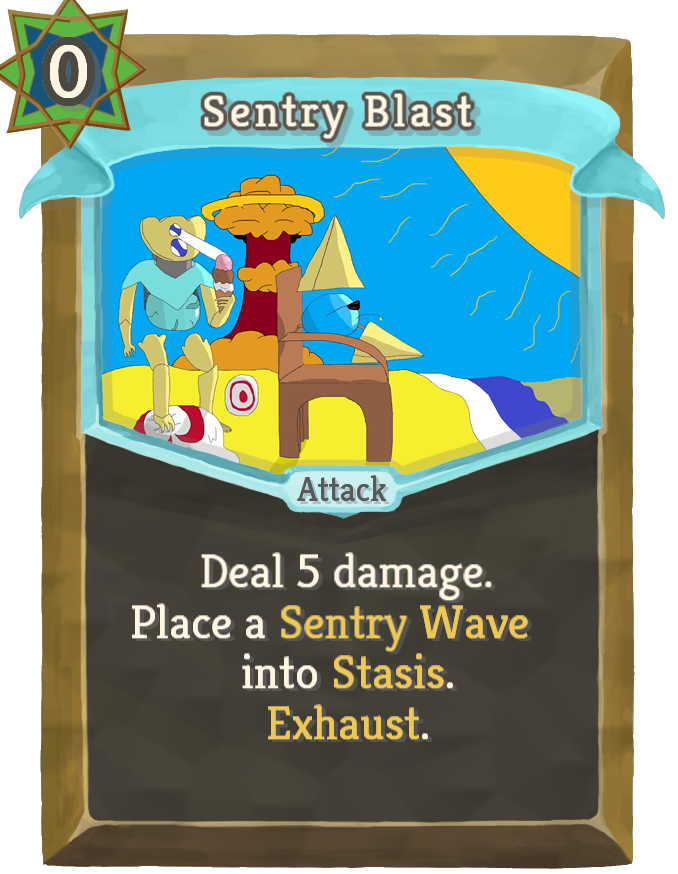 0
Sentry Blast
Attack
Deal 5 damage.
Place a Sentry Wave
into Stasis.
Exhaust.